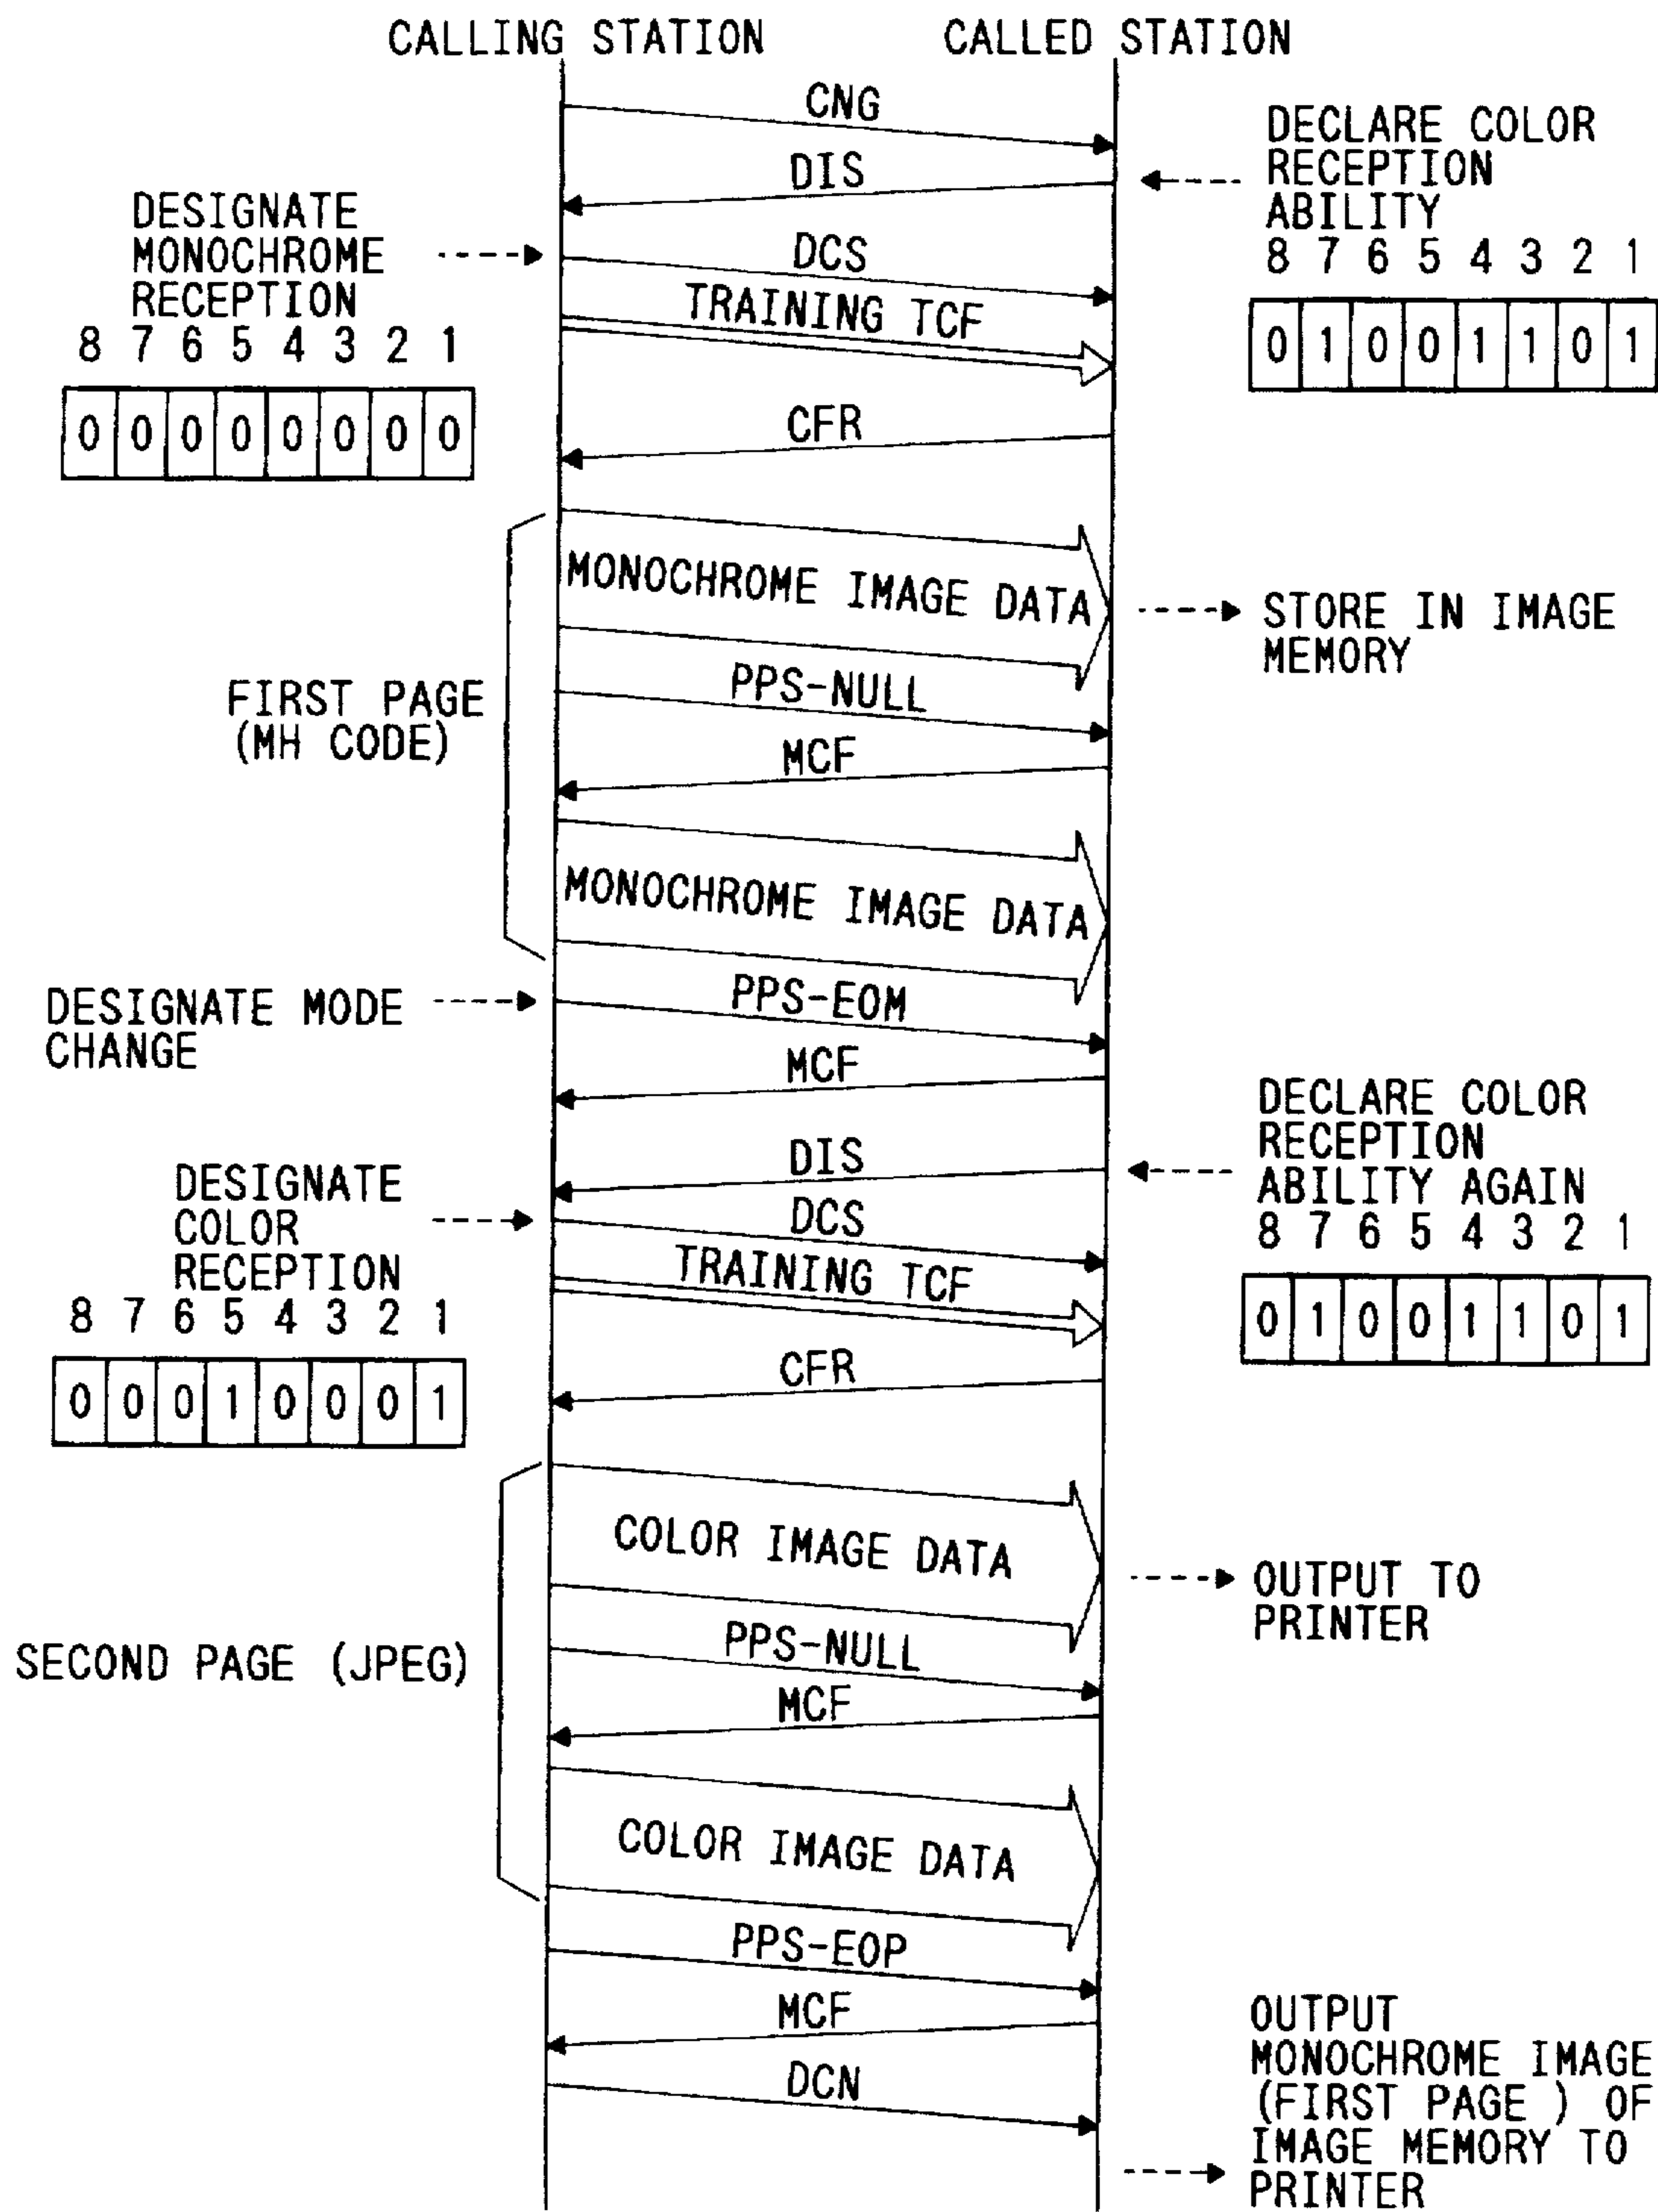 CALLING STATION
CALLED STATION
CNG
DECLARE COLOR
RECEPTION
ABILITY
8 7 6 5 4 3 2 1
0 1 0 0 1 1 0 1
DIS
DESIGNATE
MONOCHROME
RECEPTION
8 7 6 5 4 3 2 1
0 0 0 0 0 0 0 0
DCS
TRAINING TCF
CFR
MONOCHROME IMAGE DATA
STORE IN IMAGE
MEMORY
FIRST PAGE
(MH CODE)
PPS-NULL
MCF
MONOCHROME IMAGE DATA
DESIGNATE MODE
CHANGE
PPS-EOM
MCF
DECLARE COLOR
RECEPTION
ABILITY AGAIN
8 7 6 5 4 3 2 1
0 1 0 0 1 1 0 1
DIS
DESIGNATE
COLOR
RECEPTION
8 7 6 5 4 3 2 1
0 0 0 1 0 0 0 1
DCS
TRAINING TCF
CFR
COLOR IMAGE DATA
OUTPUT TO
PRINTER
SECOND PAGE (JPEG)
PPS-NULL
MCF
COLOR IMAGE DATA
PPS-EOP
MCF
DCN
OUTPUT
MONOCHROME IMAGE
(FIRST PAGE ) OF
IMAGE MEMORY TO
PRINTER